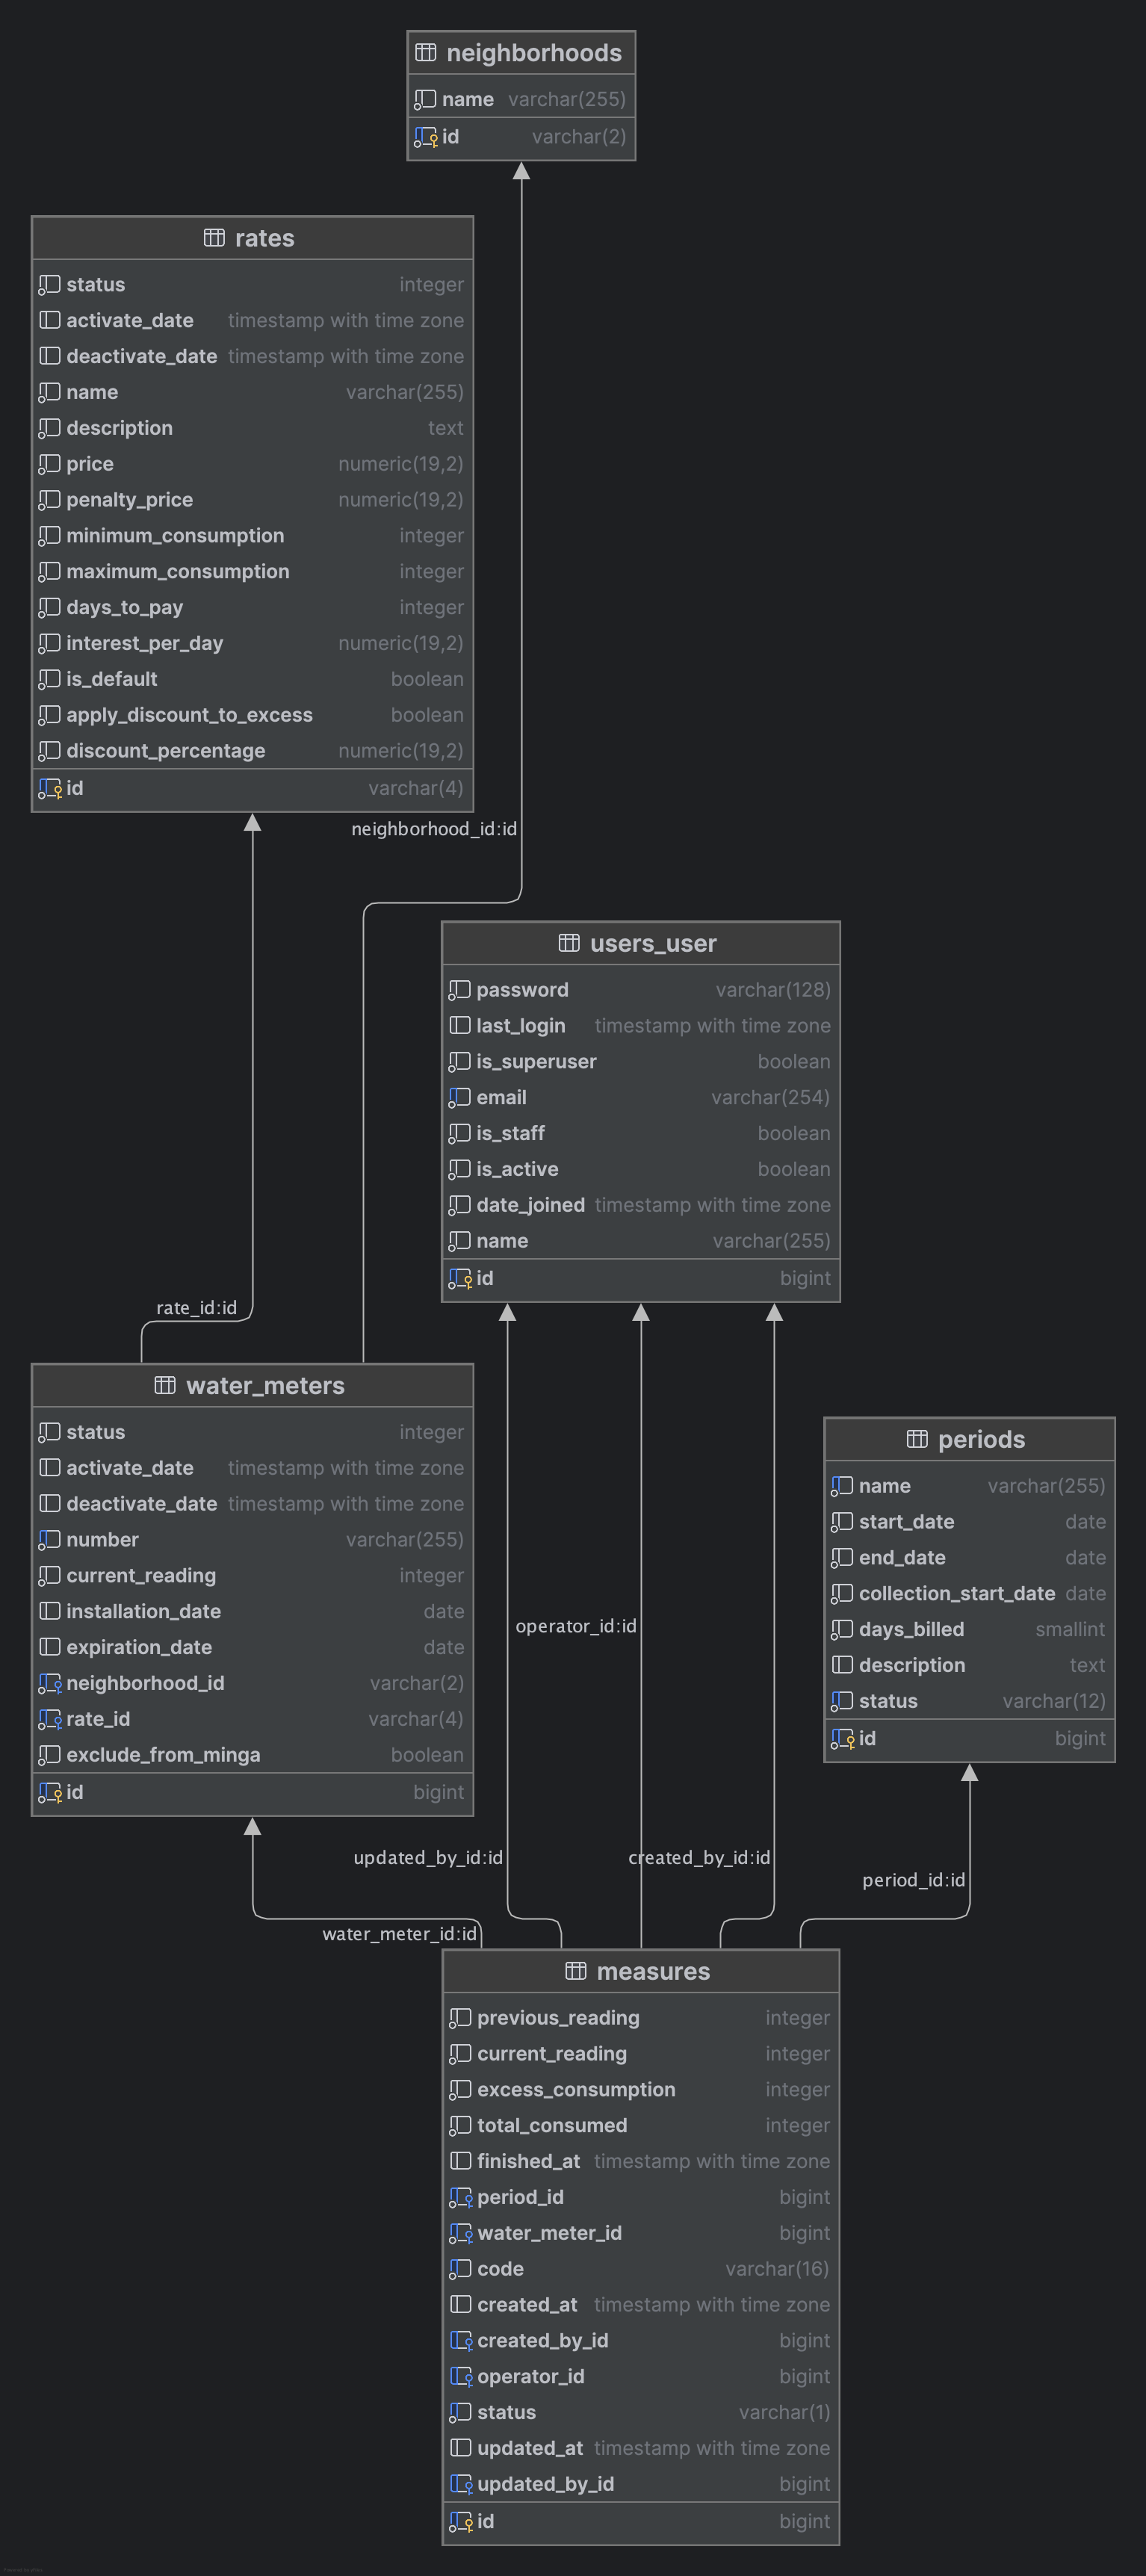 neighborhoods
name varchar(255)
id varchar(2)
rates
status integer
activate_date timestamp with time zone
deactivate_date timestamp with time zone
name varchar(255)
description text
price numeric(19,2)
penalty_price numeric(19,2)
minimum_consumption integer
maximum_consumption integer
days_to_pay integer
interest_per_day numeric(19,2)
is_default boolean
apply_discount_to_excess boolean
discount_percentage numeric(19,2)
id varchar(4)
neighborhood_id:id
users_user
password varchar(128)
last_login timestamp with time zone
is_superuser boolean
email varchar(254)
is_staff boolean
is_active boolean
date_joined timestamp with time zone
name varchar(255)
id bigint
rate_id:id
water_meters
status integer
activate_date timestamp with time zone
deactivate_date timestamp with time zone
number varchar(255)
current_reading integer
installation_date date
expiration_date date
neighborhood_id varchar(2)
rate_id varchar(4)
exclude_from_minga boolean
id bigint
periods
name varchar(255)
start_date date
end_date date
collection_start_date date
days_billed smallint
description text
status varchar(12)
id bigint
operator_id:id
updated_by_id:id
created_by_id:id
period_id:id
water_meter_id:id
measures
previous_reading integer
current_reading integer
excess_consumption integer
total_consumed integer
finished_at timestamp with time zone
period_id bigint
water_meter_id bigint
code varchar(16)
created_at timestamp with time zone
created_by_id bigint
operator_id bigint
status varchar(1)
updated_at timestamp with time zone
updated_by_id bigint
id bigint